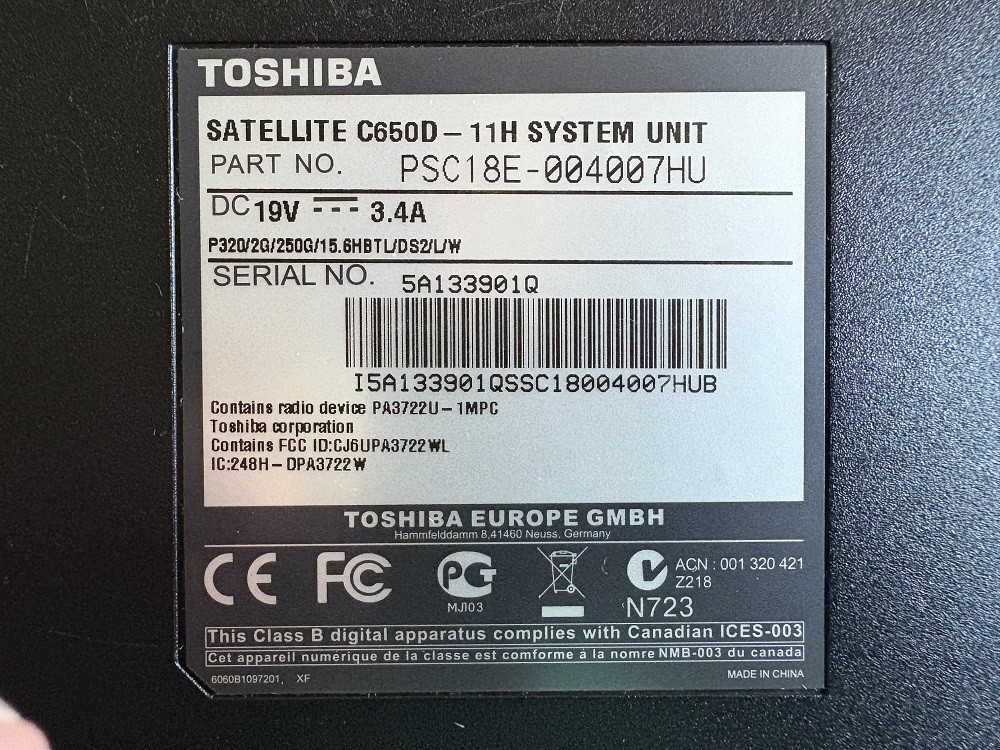 TOSHIBA
SATELLITE C650D – 11H SYSTEM UNIT
PART NO. PSC18E-004007HU
DC 19V 3.4A
P320/2G/250G/15.6HBTL/DS2/L/W
SERIAL NO. 5A133901Q
I5A133901QSSC18004007HUB
Contains radio device PA3722U – 1MPC
Toshiba corporation
Contains FCC ID:CJ6UPA3722WL
IC:248H – DPA3722W
TOSHIBA EUROPE GMBH
Hammfelddamm 8,41460 Neuss. Germany
CE FC PG
MJ103
ACN : 001 320 421
Z218
N723
This Class B digital apparatus complies with Canadian ICES-003
Cet appareil numerique de la classe est conforme à la nomre NMB-003 du canada
6060B1097201, XF
MADE IN CHINA